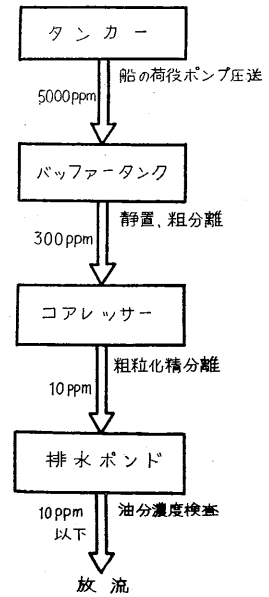 タンカー
船の荷役ポンプ圧送
5000ppm
バッファータンク
静置、粗分離
300ppm
コアレッサー
粗粒化精分離
10ppm
排水ポンド
10ppm
以下
油分濃度検査
放流